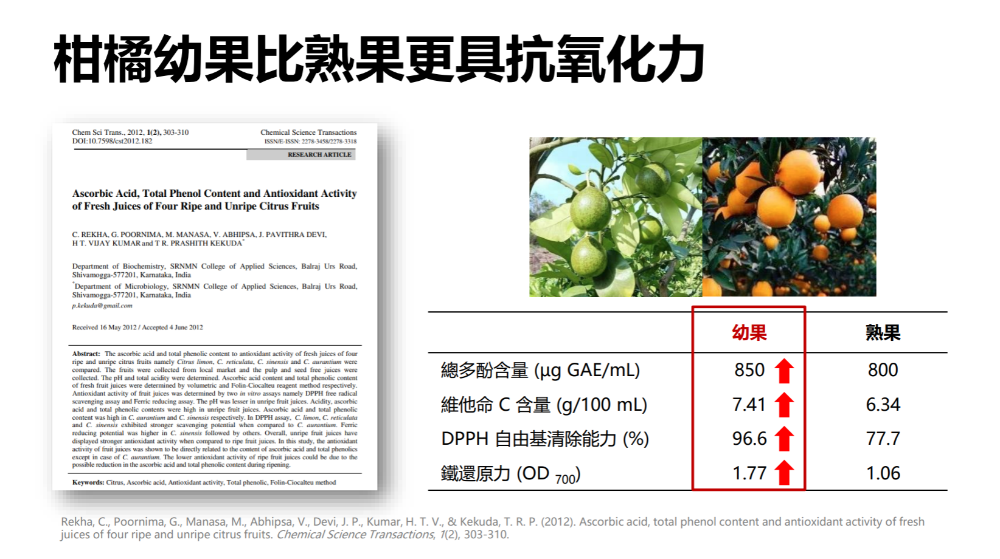 柑橘幼果比熟果更具抗氧化力
Chem Sci Trans., 2012, 1(2), 303-310
Chemical Science Transactions
DOI:10.7598/cst2012.182
ISSN/E-ISSN: 2278-3458/2278-3318
RESEARCH ARTICLE
Ascorbic Acid, Total Phenol Content and Antioxidant Activity
of Fresh Juices of Four Ripe and Unripe Citrus Fruits
C. REKHA, G. POORNIMA, M. MANASA, V. ABHIPSA, J. PAVITHRA DEVI,
H T. VIJAY KUMAR and T R. PRASHITH KEKUDA*
Department of Biochemistry, SRNMN College of Applied Sciences, Balraj Urs Road,
Shivamogga-577201, Karnataka, India
*Department of Microbiology, SRNMN College of Applied Sciences, Balraj Urs Road,
Shivamogga-577201, Karnataka, India
p.kekuda@gmail.com
Received 16 May 2012 / Accepted 4 June 2012
Abstract: The ascorbic acid and total phenolic content to antioxidant activity of fresh juices of four
ripe and unripe citrus fruits namely Citrus limon, C. reticulata, C. sinensis and C. aurantium were
compared. The fruits were collected from local market and the pulp and seed free juices were
collected. The pH and total acidity were determined. Ascorbic acid content and total phenolic content
of fresh fruit juices were determined by volumetric and Folin-Ciocalteu reagent method respectively.
Antioxidant activity of fruit juices was determined by two in vitro assays namely DPPH free radical
scavenging assay and Ferric reducing assay. The pH was lesser in unripe fruit juices. Acidity, ascorbic
acid and total phenolic contents were high in unripe fruit juices. Ascorbic acid and total phenolic
content was high in C. aurantium and C. sinensis respectively. In DPPH assay, C. limon, C. reticulata
and C. sinensis exhibited stronger scavenging potential when compared to C. aurantium. Ferric
reducing potential was higher in C. sinensis followed by others. Overall, unripe fruit juices have
displayed stronger antioxidant activity when compared to ripe fruit juices. In this study, the antioxidant
activity of fruit juices was shown to be directly related to the content of ascorbic acid and total phenolics
except in case of C. aurantium. The lower antioxidant activity of ripe fruit juices could be due to the
possible reduction in the ascorbic acid and total phenolic content during ripening.
Keywords: Citrus, Ascorbic acid, Antioxidant activity, Total phenolic, Folin-Ciocalteu method
幼果 熟果
總多酚含量 (μg GAE/mL) 850 800
維他命 C 含量 (g/100 mL) 7.41 6.34
DPPH 自由基清除能力 (%) 96.6 77.7
鐵還原力 (OD 700) 1.77 1.06
Rekha, C., Poornima, G., Manasa, M., Abhipsa, V., Devi, J. P., Kumar, H. T. V., & Kekuda, T. R. P. (2012). Ascorbic acid, total phenol content and antioxidant activity of fresh
juices of four ripe and unripe citrus fruits. Chemical Science Transactions, 1(2), 303-310.